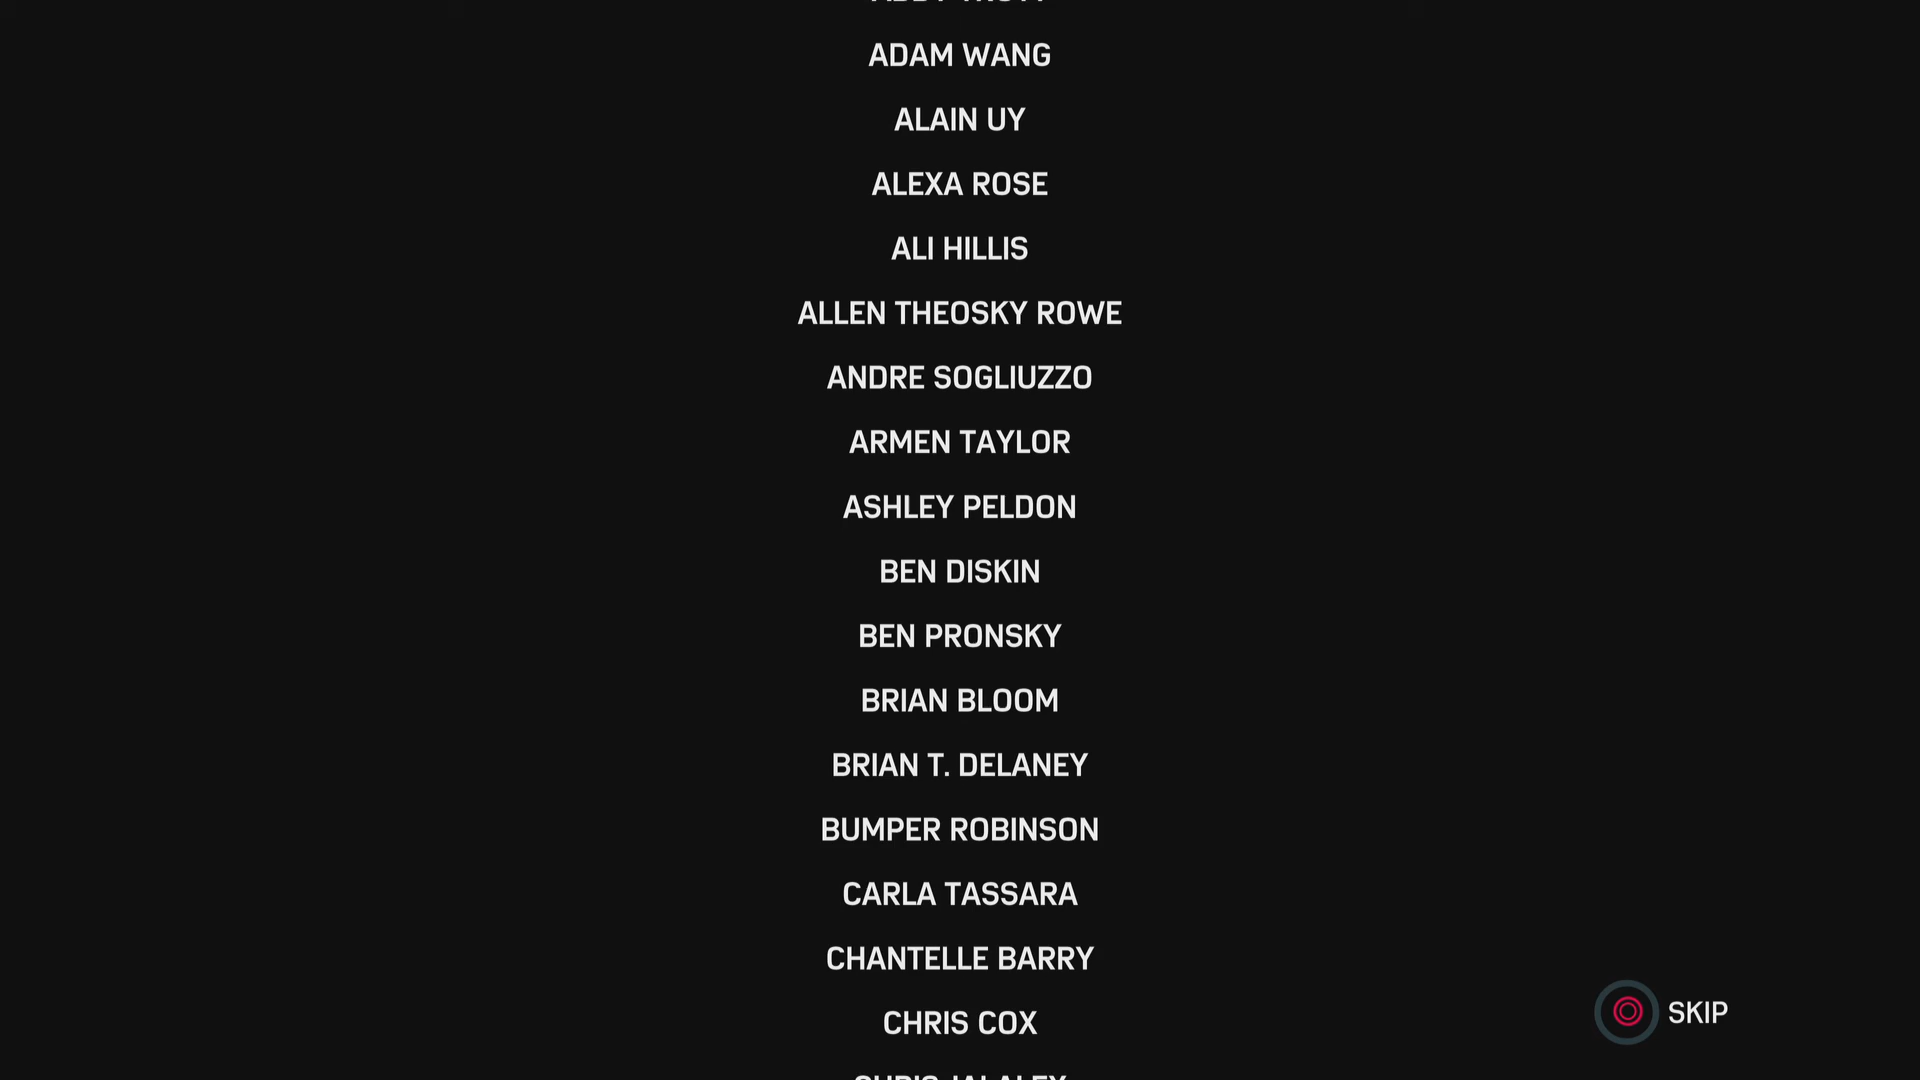 ADAM WANG
ALAIN UY
ALEXA ROSE
ALI HILLIS
ALLEN THEOSKY ROWE
ANDRE SOGLIUZZO
ARMEN TAYLOR
ASHLEY PELDON
BEN DISKIN
BEN PRONSKY
BRIAN BLOOM
BRIAN T. DELANEY
BUMPER ROBINSON
CARLA TASSARA
CHANTELLE BARRY
CHRIS COX
SKIP